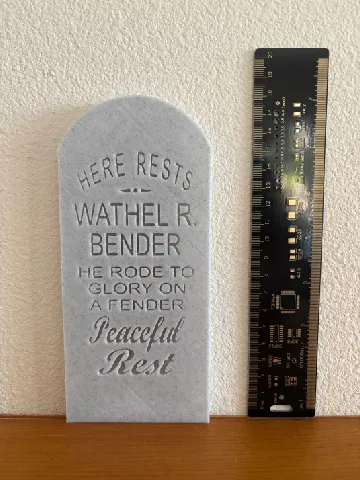 HERE RESTS
WATHEL R.
BENDER
HE RODE TO
GLORY ON
A FENDER
Peaceful
Rest